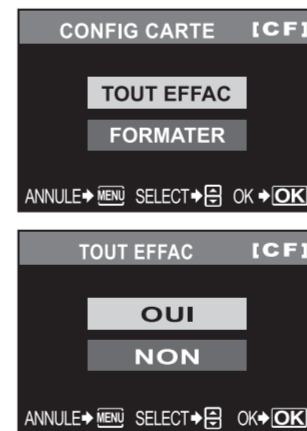 CONFIG CARTE [CF]
TOUT EFFAC
FORMATER
ANNULE➔MENU SELECT➔ OK➔OK
TOUT EFFAC [CF]
OUI
NON
ANNULE➔MENU SELECT➔ OK➔OK